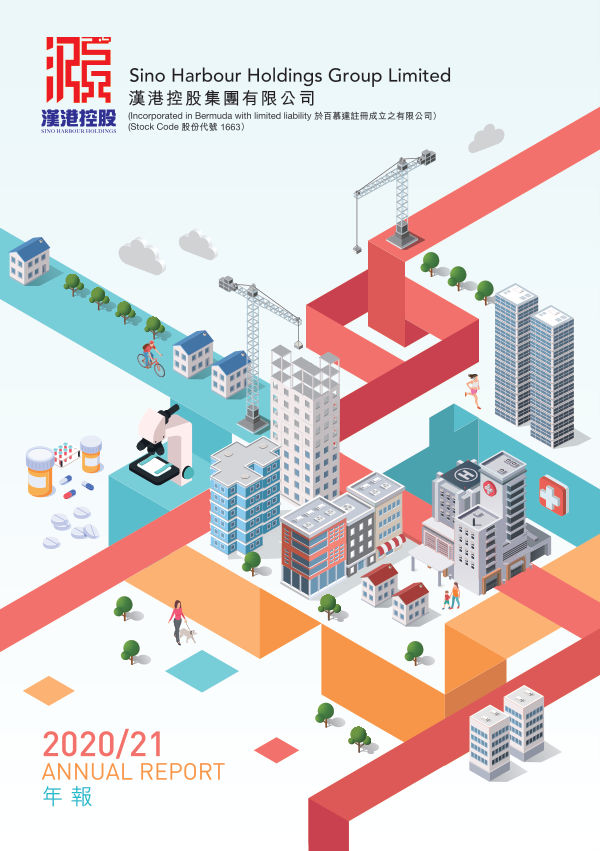 漢港控股
SINO HARBOUR HOLDINGS
Sino Harbour Holdings Group Limited
漢港控股集團有限公司
(Incorporated in Bermuda with limited liability 於百慕達註冊成立之有限公司)
(Stock Code 股份代號 1663)
H
2020/21
ANNUAL REPORT
年報